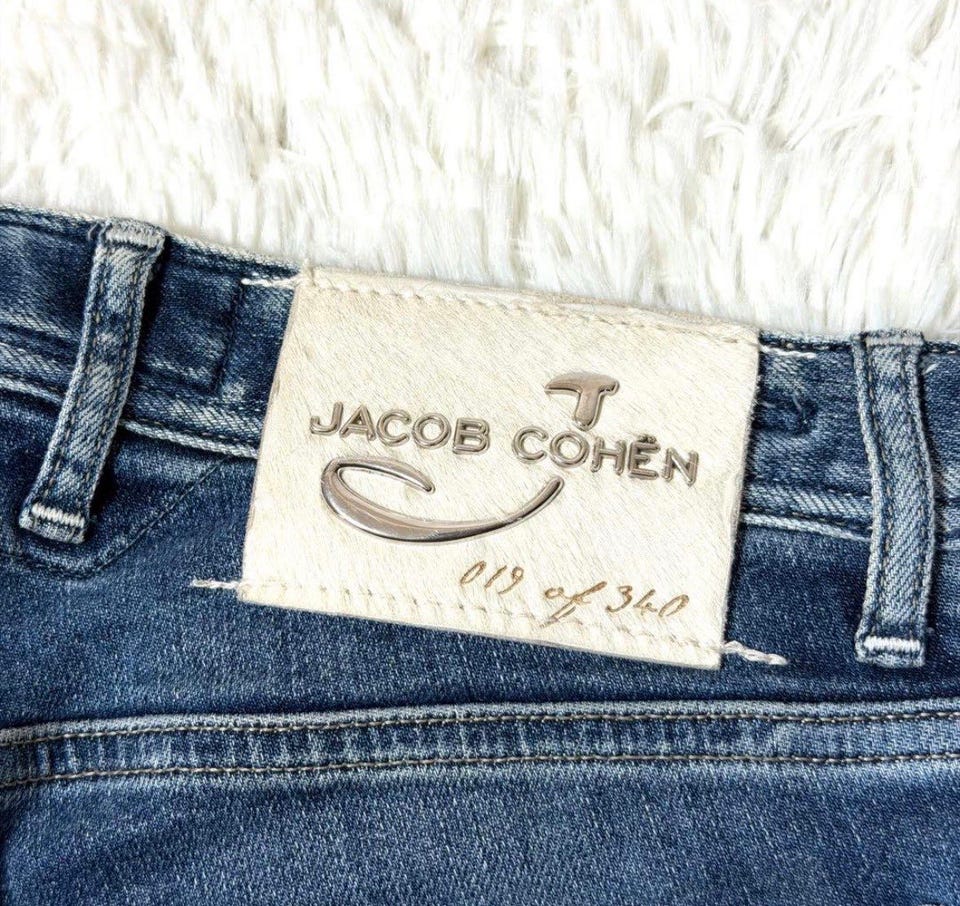 JACOB COHËN
019 of 340